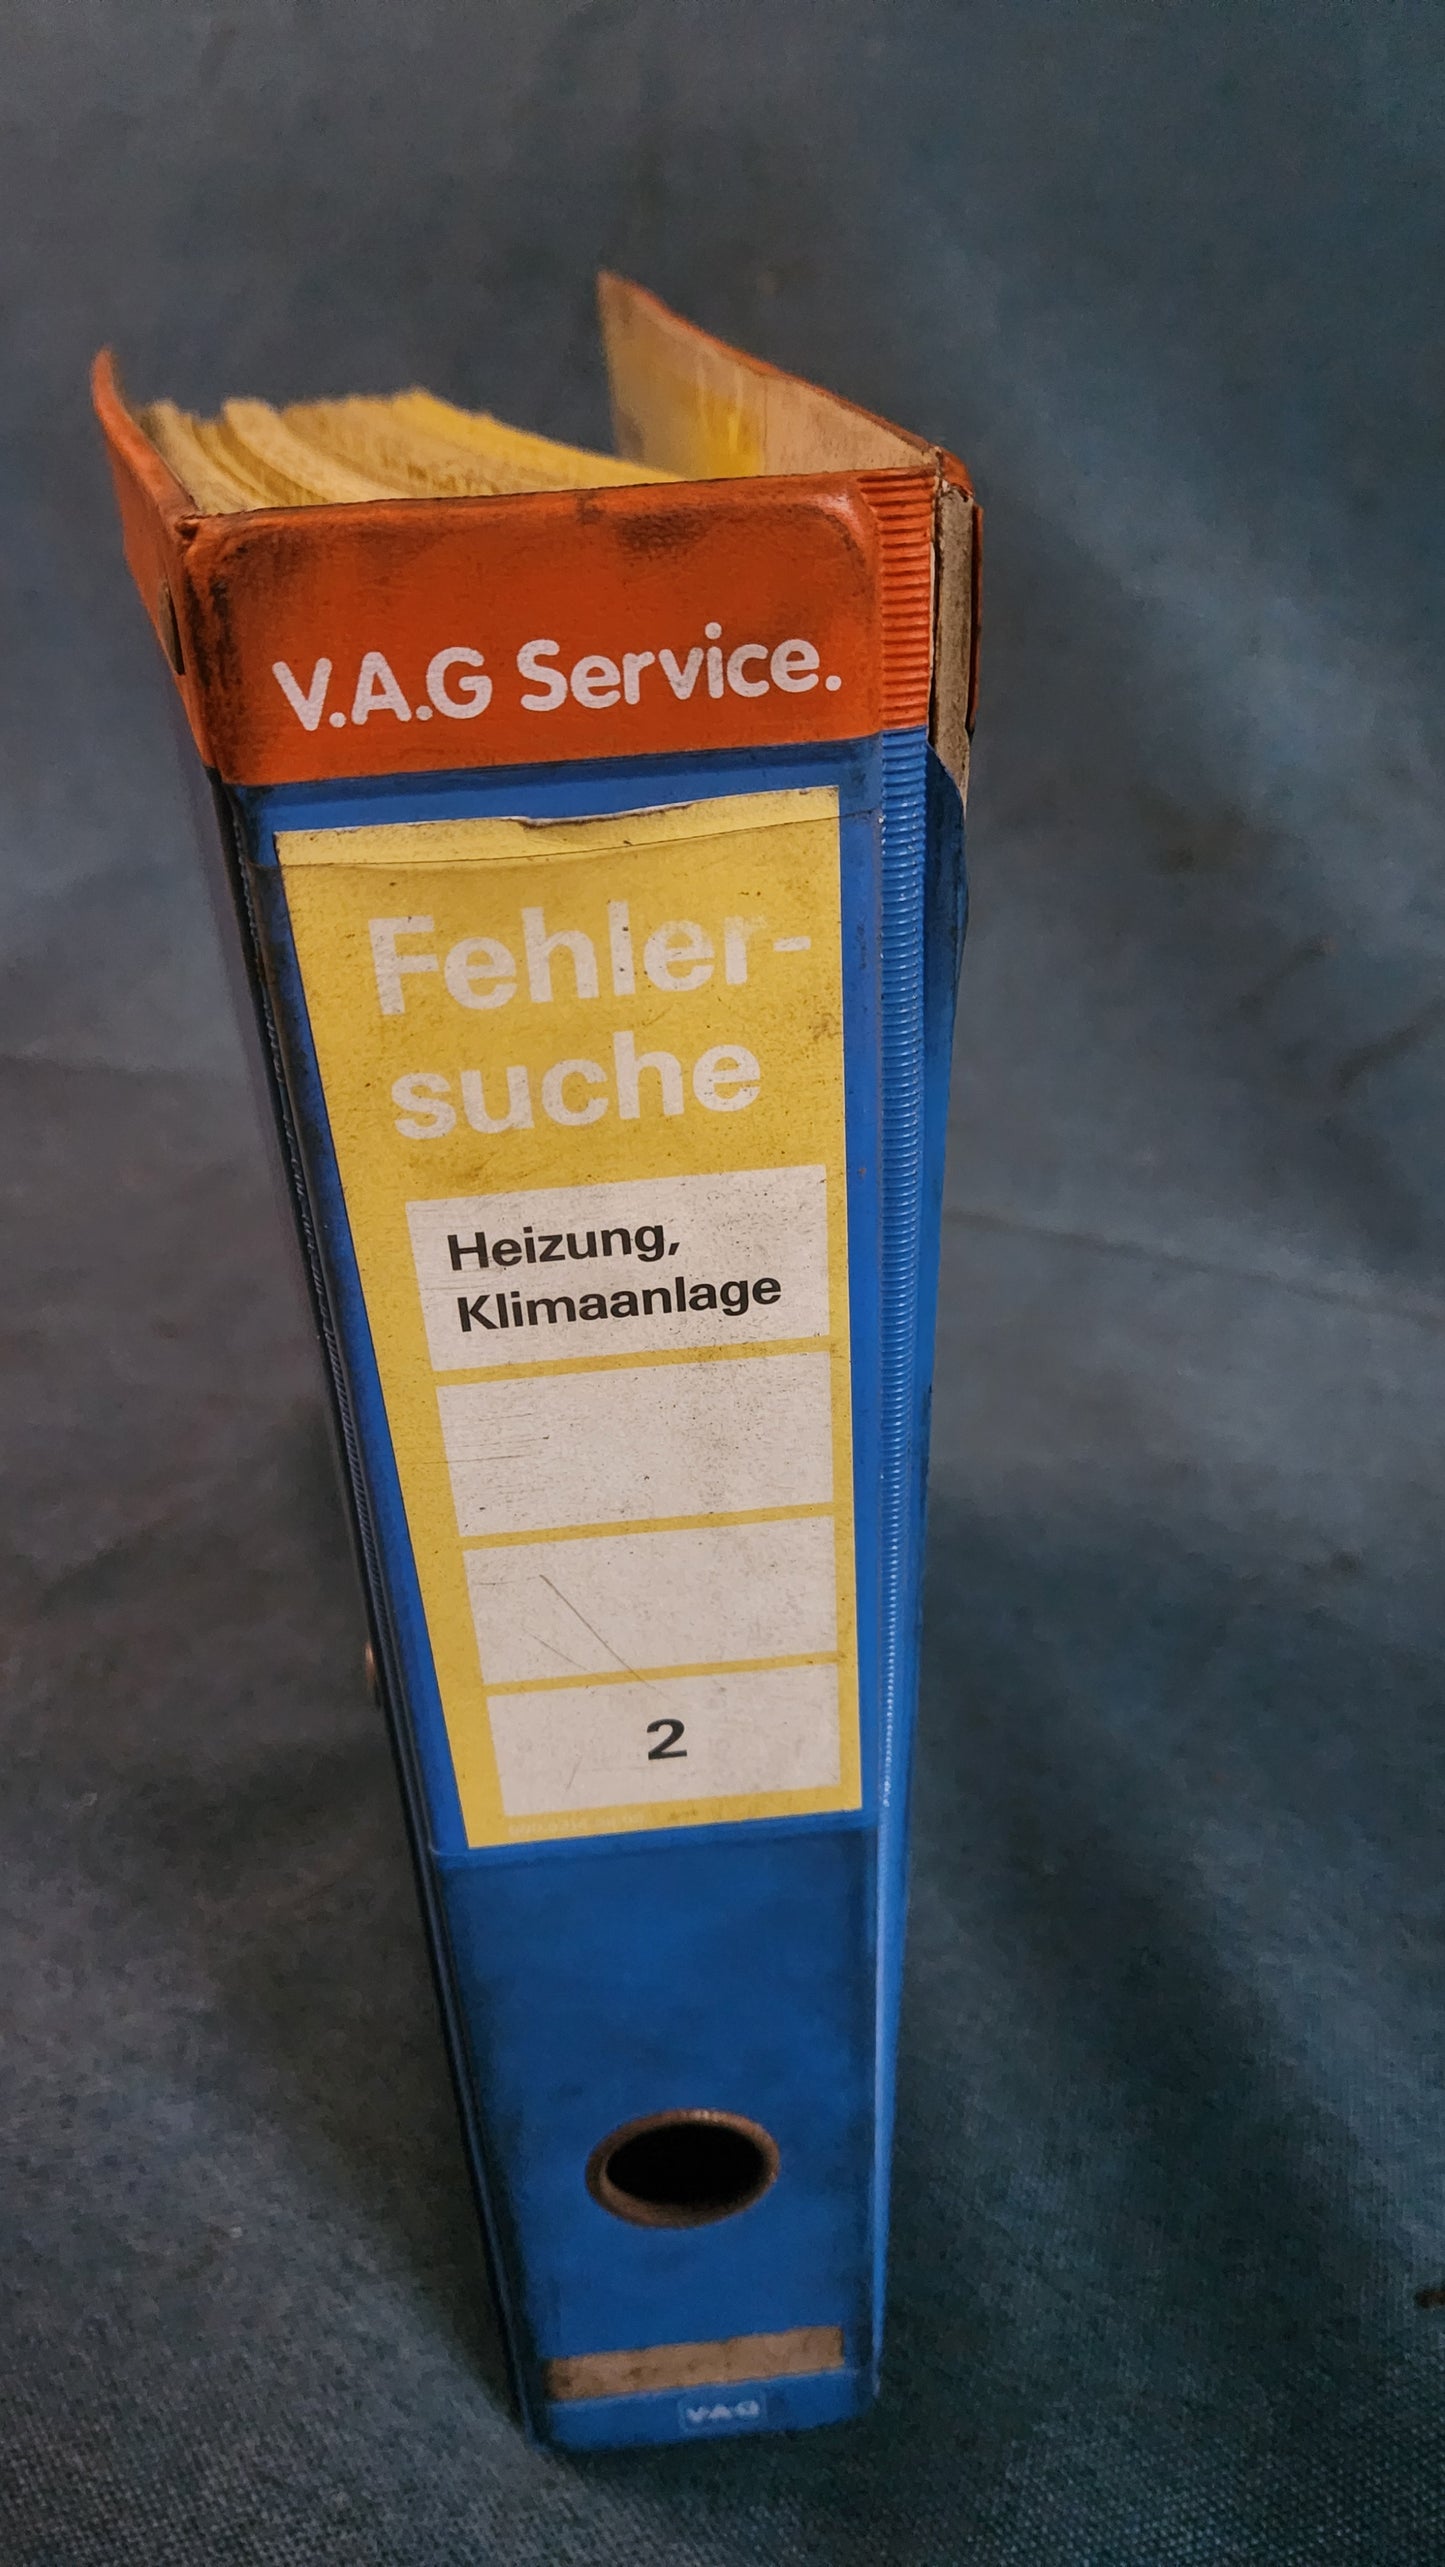 V.A.G Service.
Fehler-
suche
Heizung,
Klimaanlage
2
V.A.G